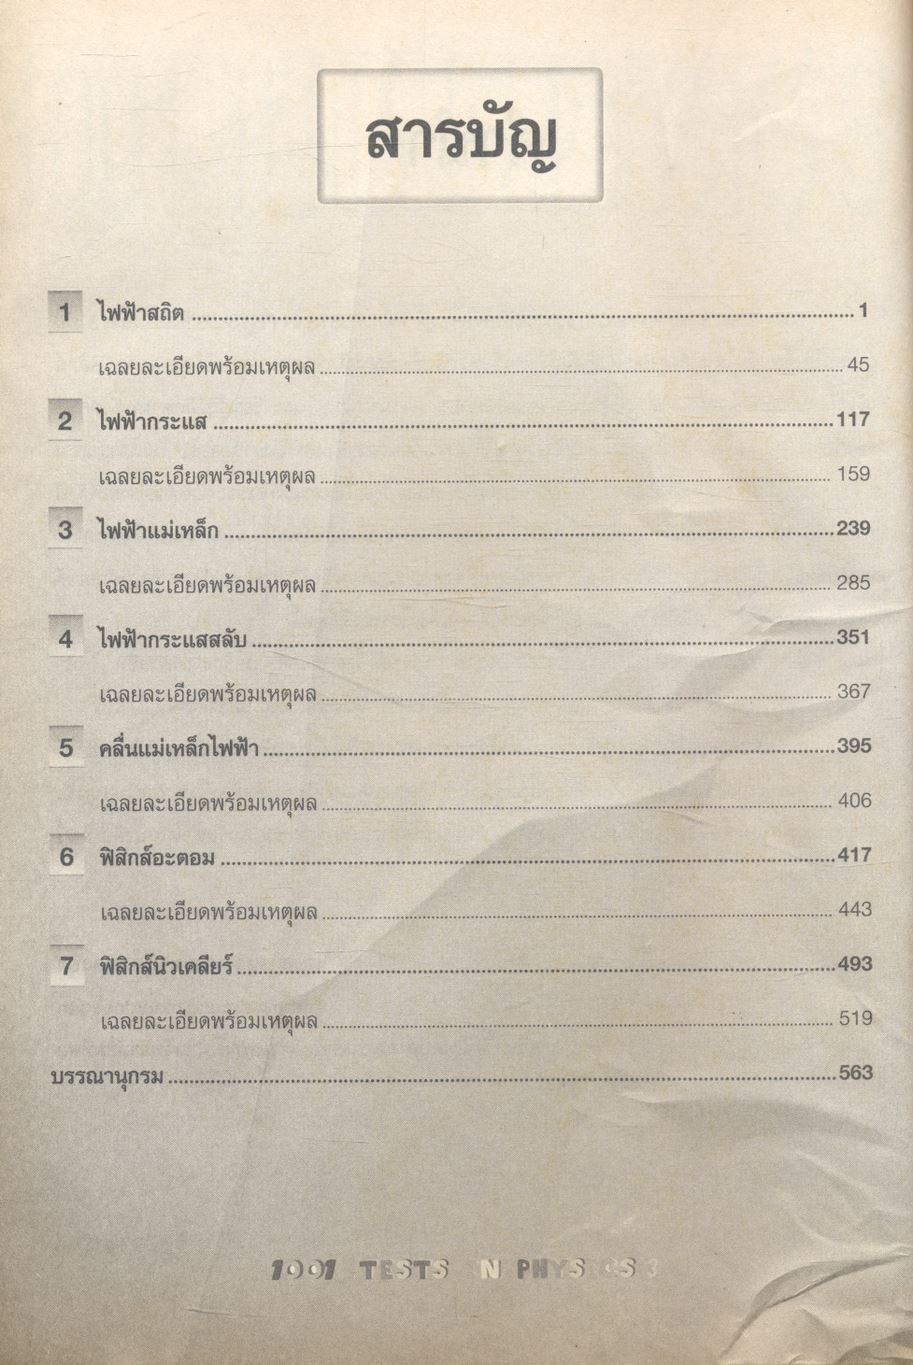 สารบัญ
1 ไฟฟ้าสถิต 1
เฉลยละเอียดพร้อมเหตุผล 45
2 ไฟฟ้ากระแส 117
เฉลยละเอียดพร้อมเหตุผล 159
3 ไฟฟ้าแม่เหล็ก 239
เฉลยละเอียดพร้อมเหตุผล 285
4 ไฟฟ้ากระแสสลับ 351
เฉลยละเอียดพร้อมเหตุผล 367
5 คลื่นแม่เหล็กไฟฟ้า 395
เฉลยละเอียดพร้อมเหตุผล 406
6 ฟิสิกส์อะตอม 417
เฉลยละเอียดพร้อมเหตุผล 443
7 ฟิสิกส์นิวเคลียร์ 493
เฉลยละเอียดพร้อมเหตุผล 519
บรรณานุกรม 563
1001 TESTS IN PHYSICS 3